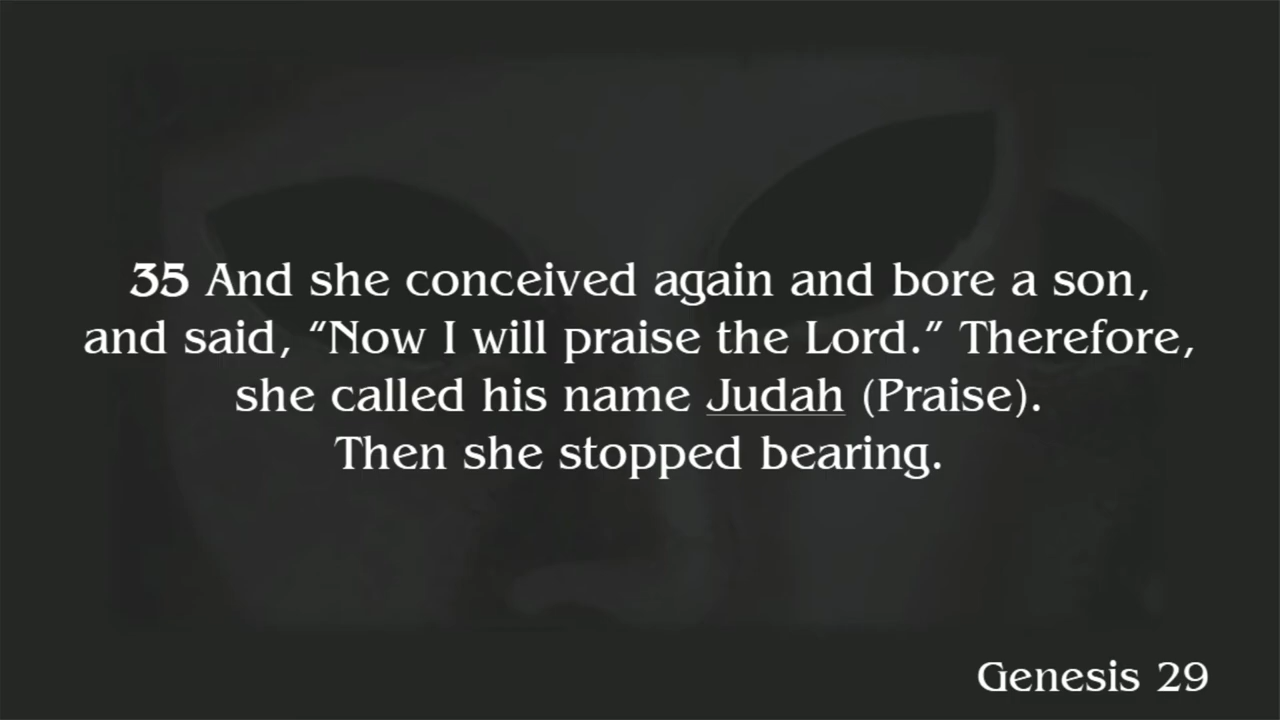 35 And she conceived again and bore a son,
and said, “Now I will praise the Lord.” Therefore,
she called his name Judah (Praise).
Then she stopped bearing.
Genesis 29